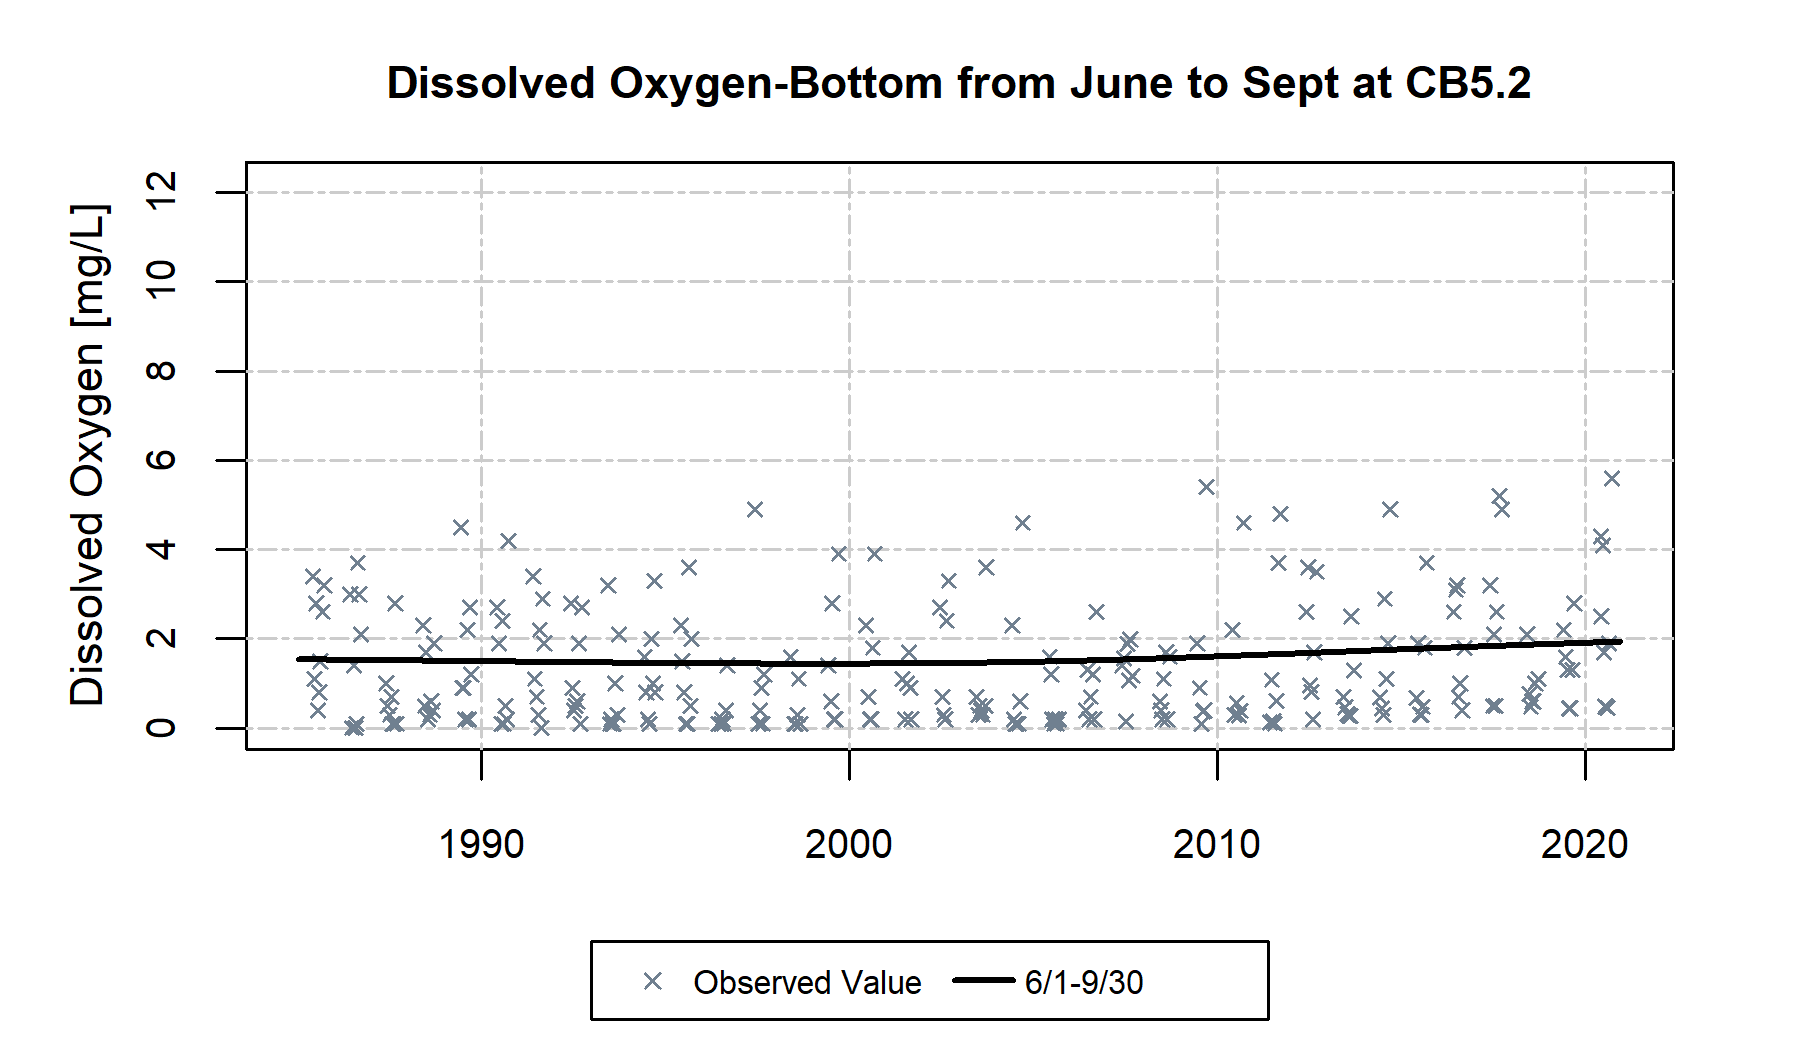 Dissolved Oxygen-Bottom from June to Sept at CB5.2
Dissolved Oxygen [mg/L]
12
10
8
6
4
2
0
1990 2000 2010 2020
Observed Value 6/1-9/30